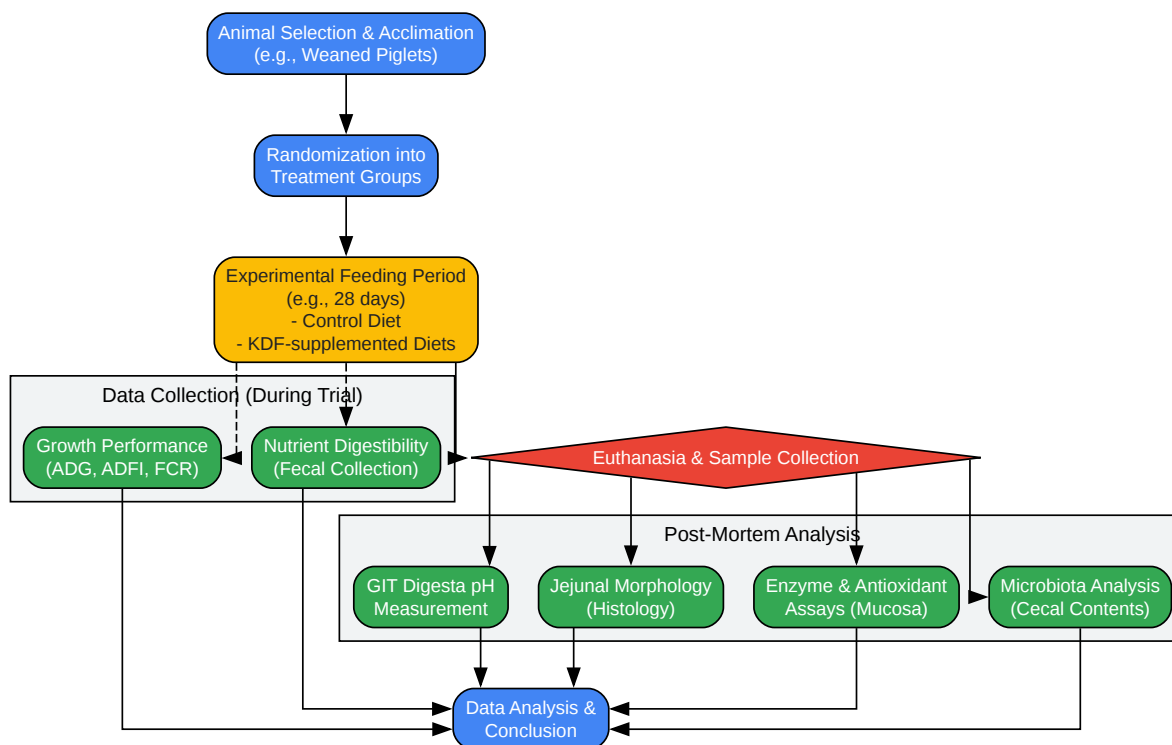 Animal Selection & Acclimation
(e.g., Weaned Piglets)
Randomization into
Treatment Groups
Experimental Feeding Period
(e.g., 28 days)
- Control Diet
- KDF-supplemented Diets
Data Collection (During Trial)
Growth Performance
(ADG, ADFI, FCR)
Nutrient Digestibility
(Fecal Collection)
Euthanasia & Sample Collection
Post-Mortem Analysis
GIT Digesta pH
Measurement
Jejunal Morphology
(Histology)
Enzyme & Antioxidant
Assays (Mucosa)
Microbiota Analysis
(Cecal Contents)
Data Analysis &
Conclusion